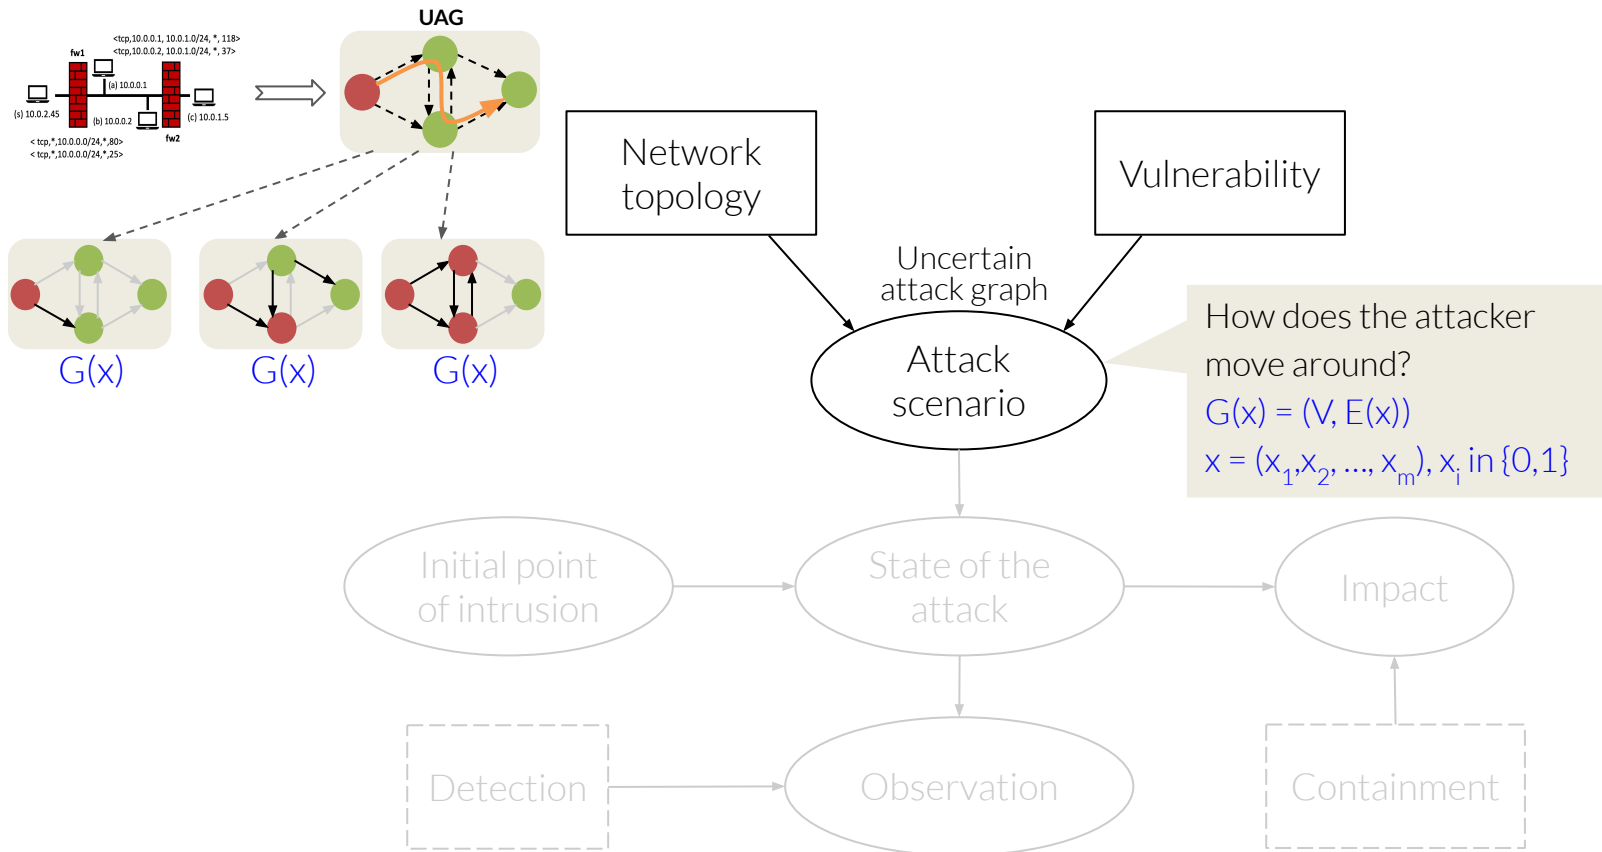 UAG
<tcp,10.0.0.1, 10.0.1.0/24, *, 118>
<tcp,10.0.0.2, 10.0.1.0/24, *, 37>
fw1
(a) 10.0.0.1
(s) 10.0.2.45
(b) 10.0.0.2
(c) 10.0.1.5
fw2
< tcp,*,10.0.0.0/24,*,80>
< tcp,*,10.0.0.0/24,*,25>
G(x)
G(x)
G(x)
Network
topology
Vulnerability
Uncertain
attack graph
Attack
scenario
How does the attacker
move around?
G(x) = (V, E(x))
x = (x1,x2, ..., xm), xi in {0,1}
Initial point
of intrusion
State of the
attack
Impact
Detection
Observation
Containment